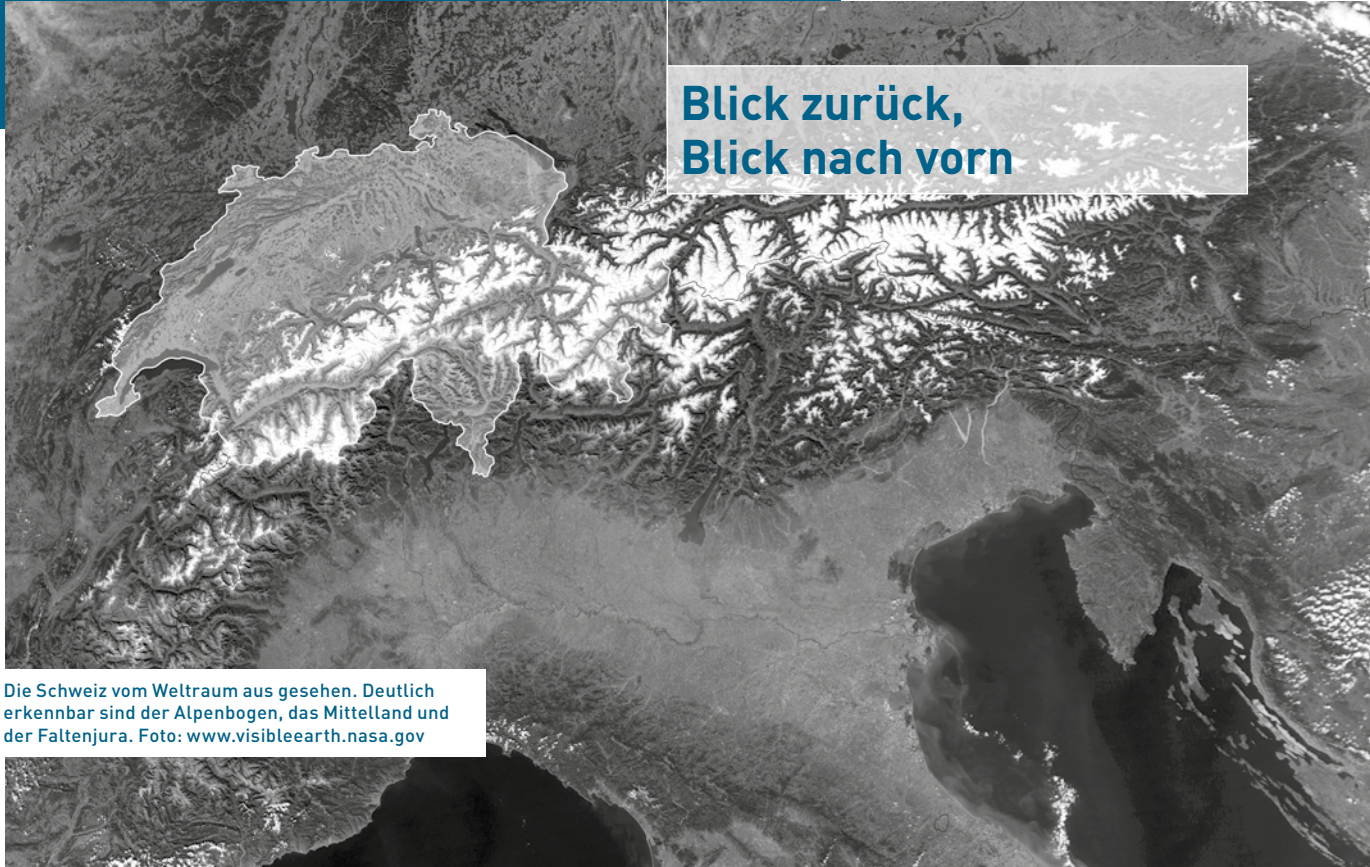 Blick zurück,
Blick nach vorn
Die Schweiz vom Weltraum aus gesehen. Deutlich
erkennbar sind der Alpenbogen, das Mittelland und
der Faltenjura. Foto: www.visibleearth.nasa.gov